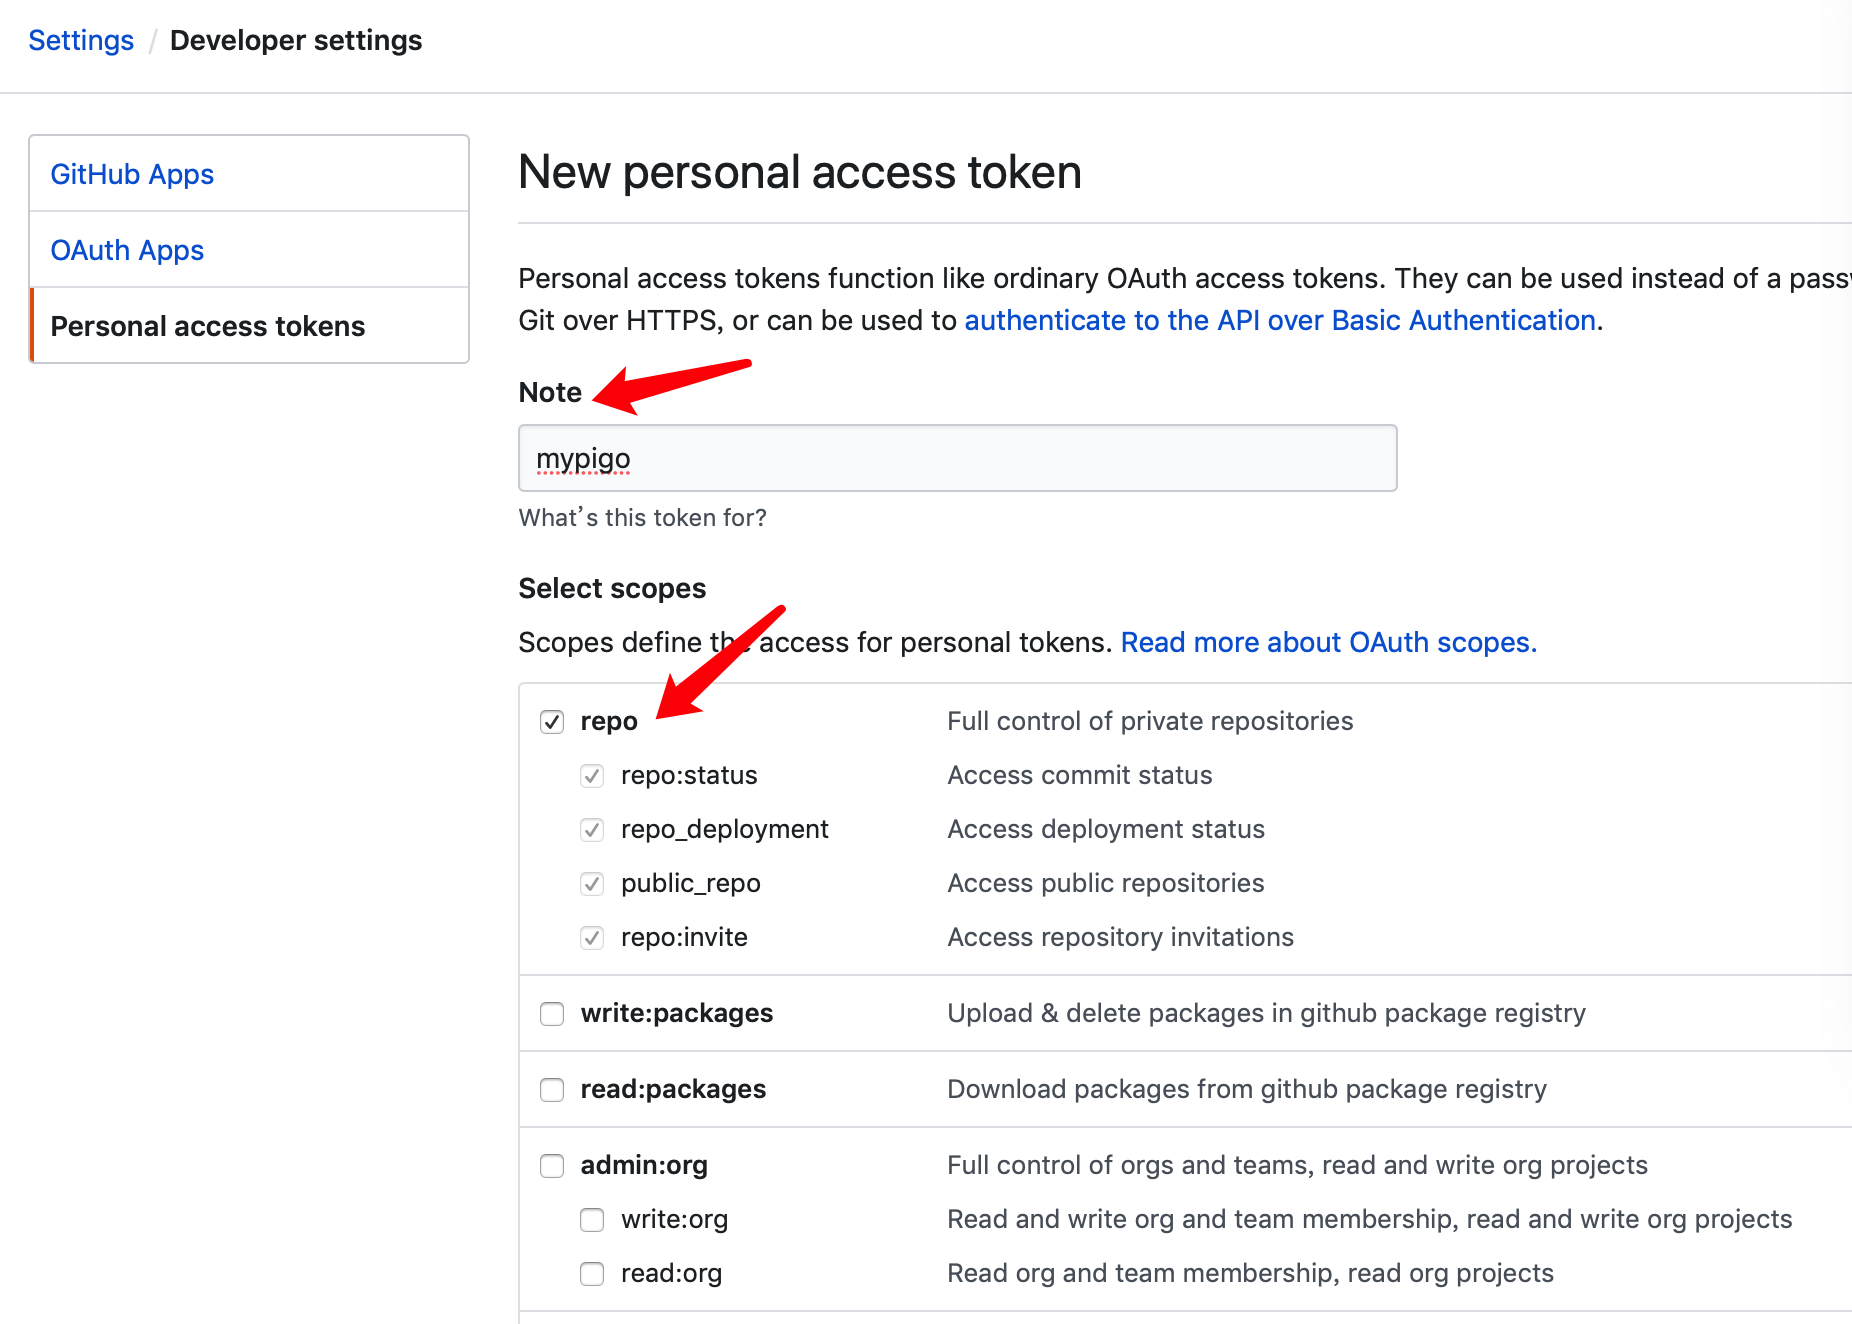 Settings / Developer settings
GitHub Apps
OAuth Apps
Personal access tokens
New personal access token
Personal access tokens function like ordinary OAuth access tokens. They can be used instead of a
Git over HTTPS, or can be used to authenticate to the API over Basic Authentication.
Note
mypigo
What's this token for?
Select scopes
Scopes define the access for personal tokens. Read more about OAuth scopes.
repo Full control of private repositories
repo:status Access commit status
repo_deployment Access deployment status
public_repo Access public repositories
repo:invite Access repository invitations
write:packages Upload & delete packages in github package registry
read:packages Download packages from github package registry
admin:org Full control of orgs and teams, read and write org projects
write:org Read and write org and team membership, read and write org projects
read:org Read org and team membership, read org projects